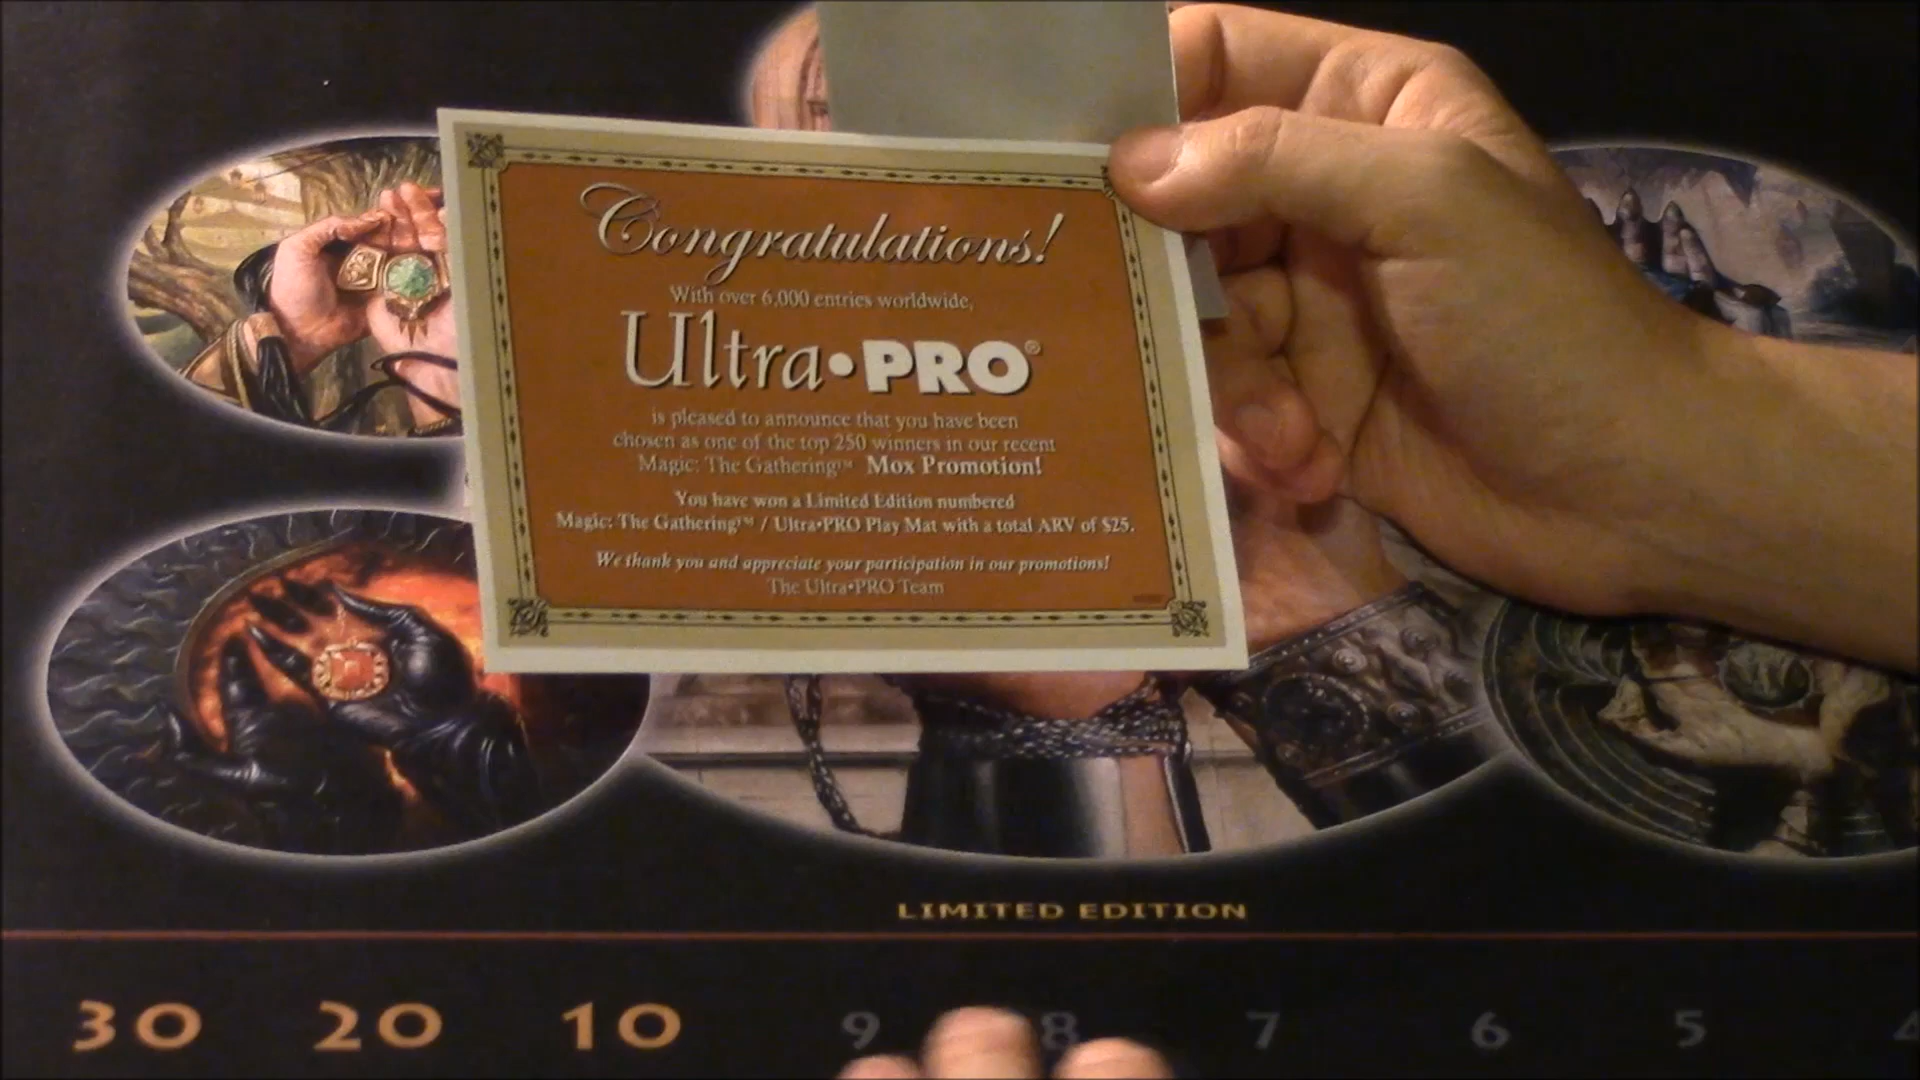 Congratulations!
With over 6,000 entries worldwide,
Ultra•PRO®
is pleased to announce that you have been
chosen as one of the top 250 winners in our recent
Magic: The Gathering™ Mox Promotion!
You have won a Limited Edition numbered
Magic: The Gathering™ / Ultra•PRO Play Mat with a total ARV of $25.
We thank you and appreciate your participation in our promotions!
The Ultra•PRO Team
LIMITED EDITION
30 20 10 9 8 7 6 5 4